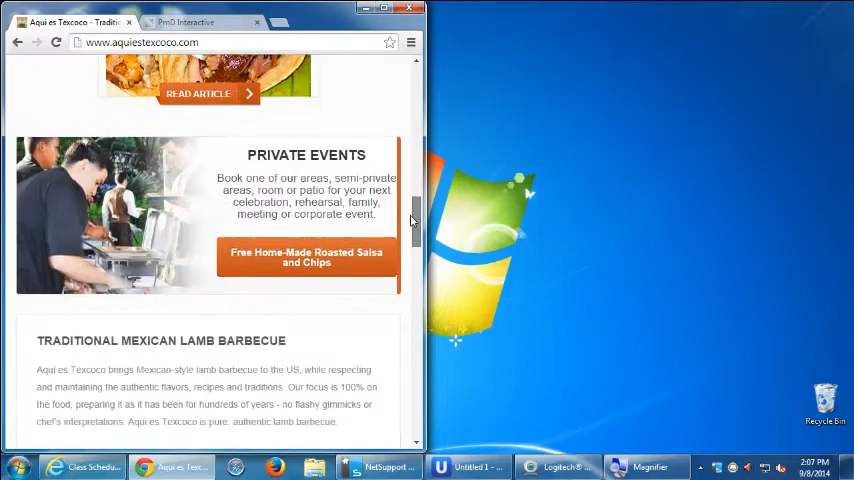 Aqui es Texcoco - Traditio
PmD Interactive
www.aquiestexcoco.com
READ ARTICLE
PRIVATE EVENTS
Book one of our areas, semi-private
areas, room or patio for your next
celebration, rehearsal, family,
meeting or corporate event.
Free Home-Made Roasted Salsa
and Chips
TRADITIONAL MEXICAN LAMB BARBECUE
Aqui es Texcoco brings Mexican-style lamb barbecue to the US, while respecting
and maintaining the authentic flavors, recipes and traditions. Our focus is 100% on
the food, preparing it as it has been for hundreds of years - no flashy gimmicks or
chef's interpretations. Aqui es Texcoco is pure, authentic lamb barbecue.
Recycle Bin
Class Schedu...
Aqui es Texc...
NetSupport ...
Untitled 1 - ...
Logitech® ...
Magnifier
2:07 PM
9/8/2014